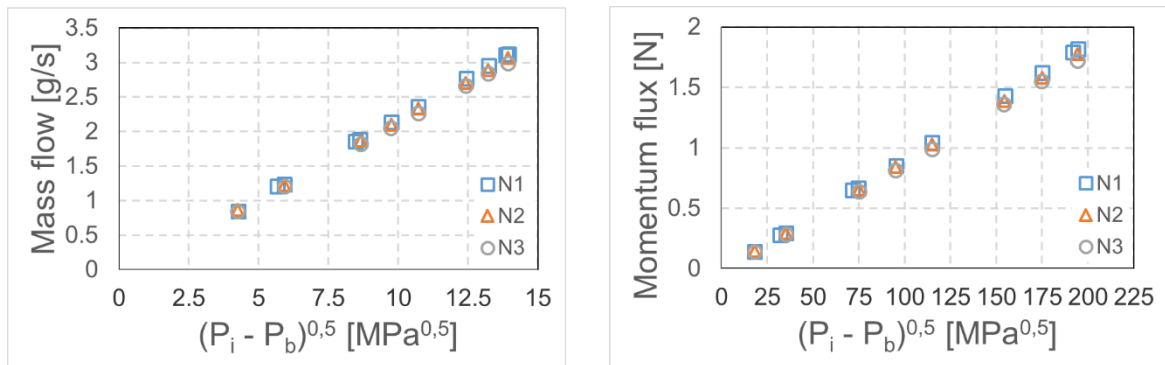 Mass flow [g/s]
3.5
3
2.5
2
1.5
1
0.5
0
0 2.5 5 7.5 10 12.5 15
(Pi - Pb)0,5 [MPa0,5]
N1
N2
N3
Momentum flux [N]
2
1.5
1
0.5
0
0 25 50 75 100 125 150 175 200 225
(Pi - Pb)0,5 [MPa0,5]
N1
N2
N3